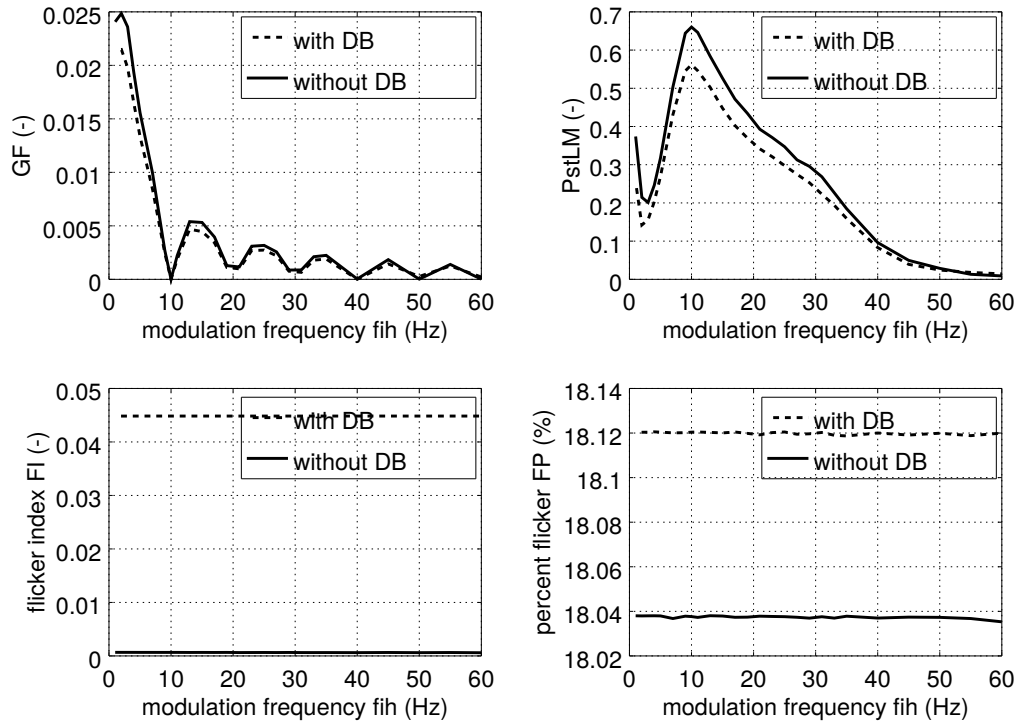 0.025
0.02
0.015
0.01
0.005
0
GF (-)
with DB
without DB
0 10 20 30 40 50 60
modulation frequency fih (Hz)
0.7
0.6
0.5
0.4
0.3
0.2
0.1
0
PstLM (-)
with DB
without DB
0 10 20 30 40 50 60
modulation frequency fih (Hz)
0.05
0.04
0.03
0.02
0.01
0
flicker index FI (-)
with DB
without DB
0 10 20 30 40 50 60
modulation frequency fih (Hz)
18.14
18.12
18.1
18.08
18.06
18.04
18.02
percent flicker FP (%)
with DB
without DB
0 10 20 30 40 50 60
modulation frequency fih (Hz)